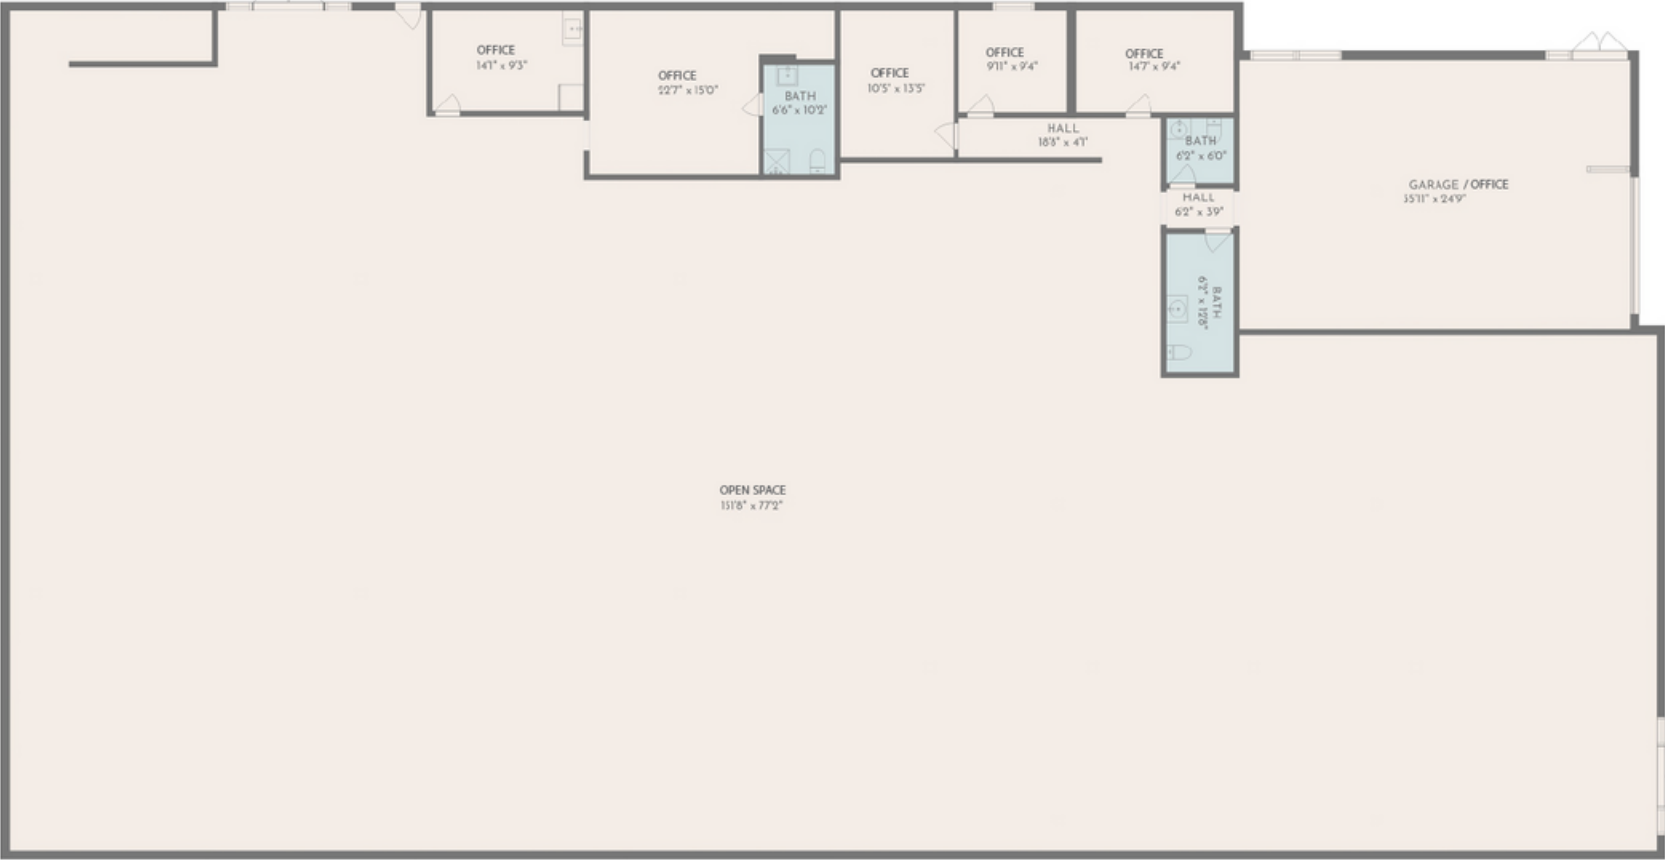 OFFICE
14'1" x 9'3"
OFFICE
22'7" x 15'0"
BATH
6'6" x 10'2"
OFFICE
10'5" x 13'5"
OFFICE
9'11" x 9'4"
OFFICE
14'7" x 9'4"
HALL
18'8" x 4'1"
BATH
6'2" x 6'0"
HALL
6'2" x 3'9"
GARAGE / OFFICE
35'11" x 24'9"
BATH
6'2" x 12'8"
OPEN SPACE
151'8" x 77'2"